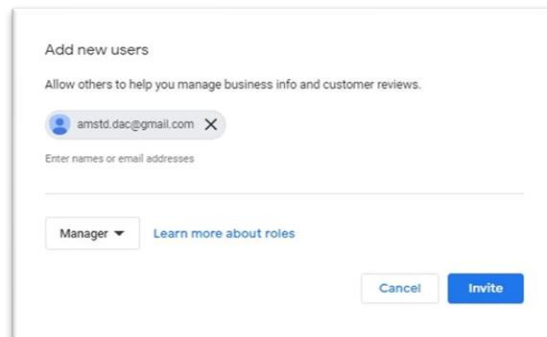 Add new users
Allow others to help you manage business info and customer reviews.
amstd.dac@gmail.com
Enter names or email addresses
Manager Learn more about roles
Cancel Invite